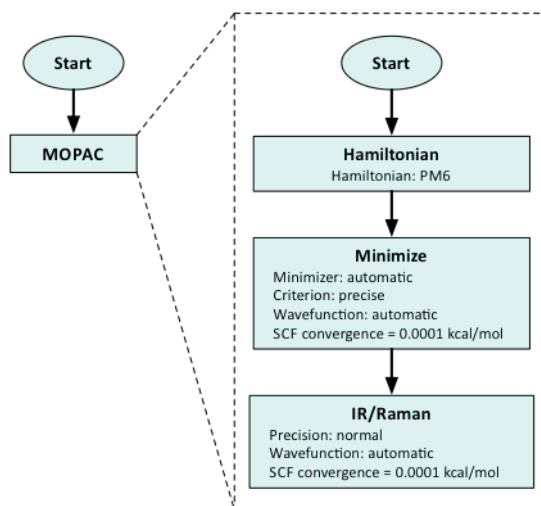 Start
MOPAC
Start
Hamiltonian
Hamiltonian: PM6
Minimize
Minimizer: automatic
Criterion: precise
Wavefunction: automatic
SCF convergence = 0.0001 kcal/mol
IR/Raman
Precision: normal
Wavefunction: automatic
SCF convergence = 0.0001 kcal/mol